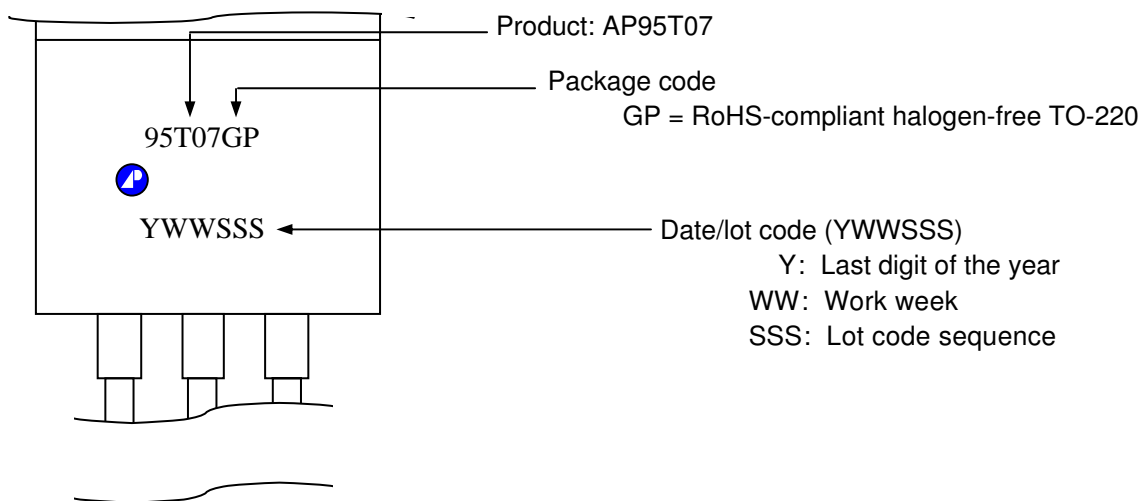 Product: AP95T07
Package code
GP = RoHS-compliant halogen-free TO-220
95T07GP
YWWSSS
Date/lot code (YWWSSS)
Y: Last digit of the year
WW: Work week
SSS: Lot code sequence